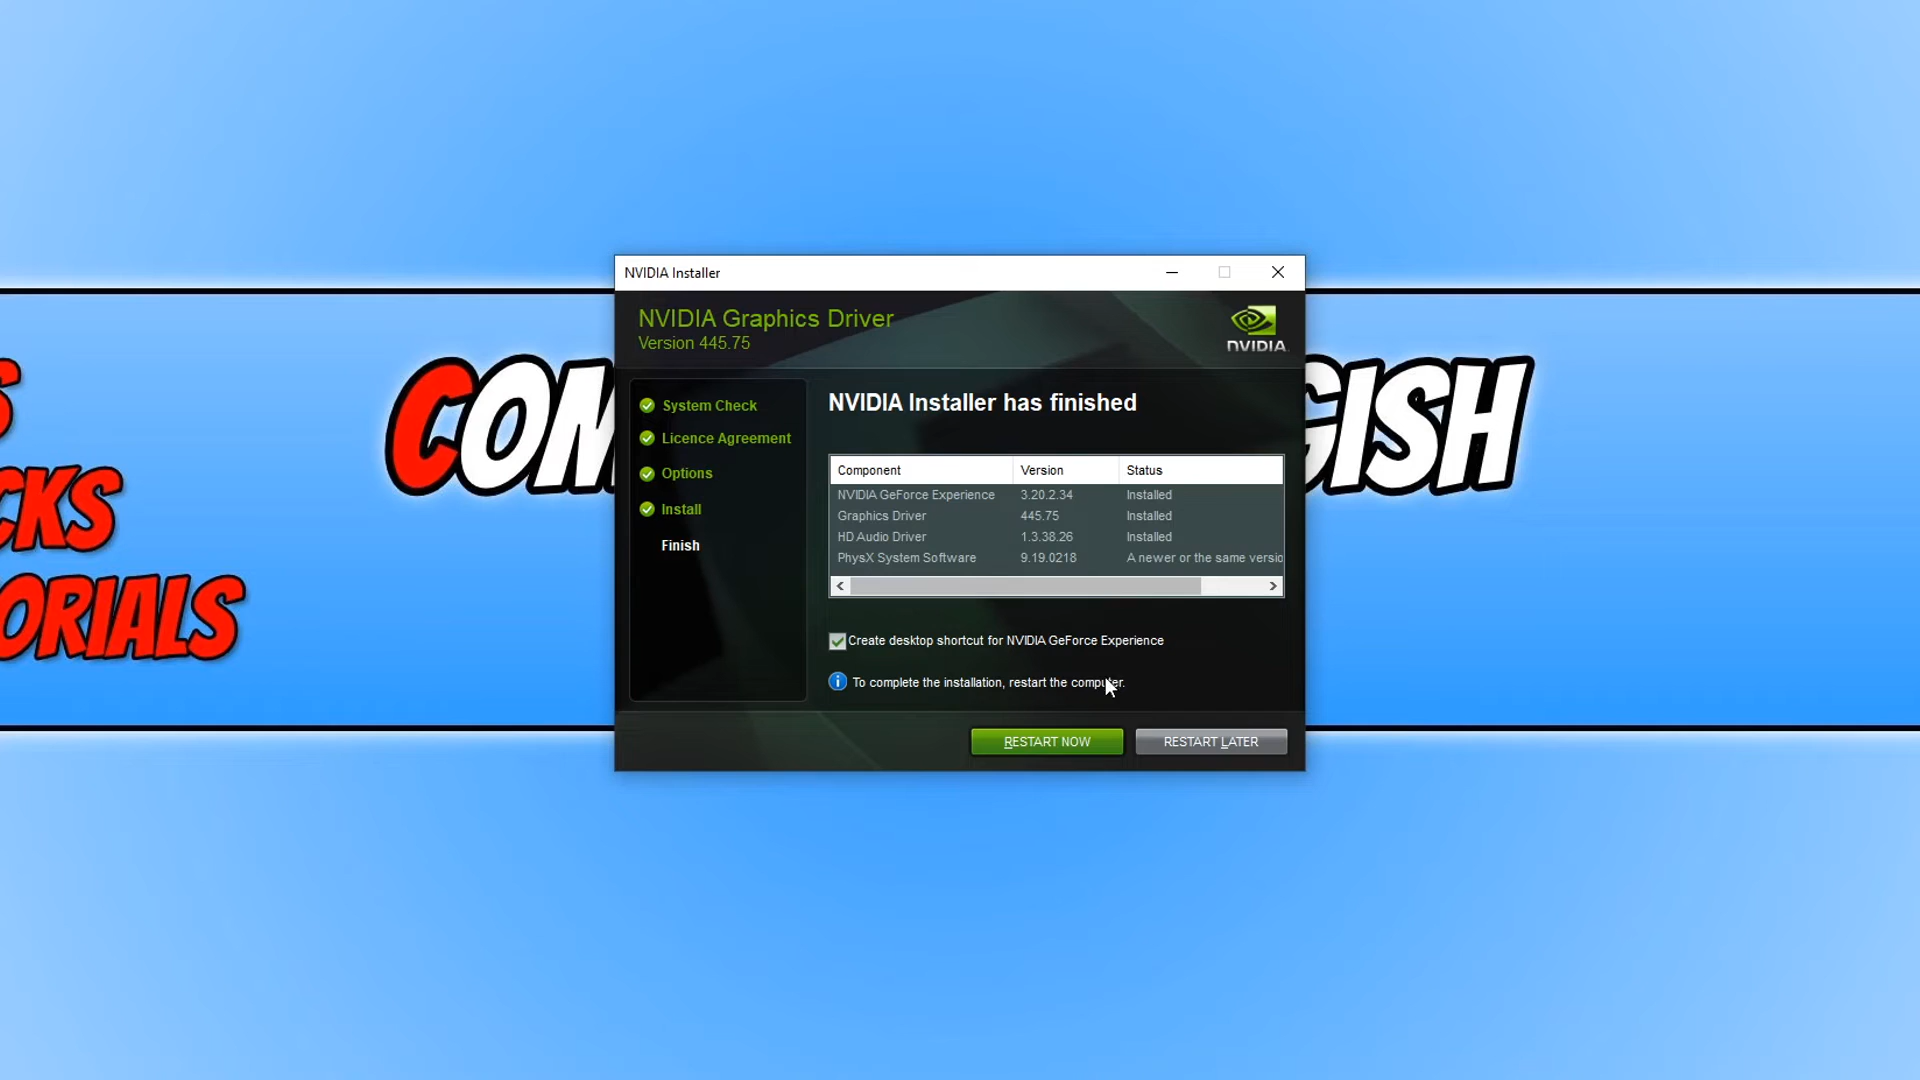 NVIDIA Installer
NVIDIA Graphics Driver
Version 445.75
NVIDIA
System Check
Licence Agreement
Options
Install
Finish
NVIDIA Installer has finished
Component Version Status
NVIDIA GeForce Experience 3.20.2.34 Installed
Graphics Driver 445.75 Installed
HD Audio Driver 1.3.38.26 Installed
PhysX System Software 9.19.0218 A newer or the same versio
Create desktop shortcut for NVIDIA GeForce Experience
To complete the installation, restart the computer.
RESTART NOW RESTART LATER
COM GISH
S
CKS
ORIALS